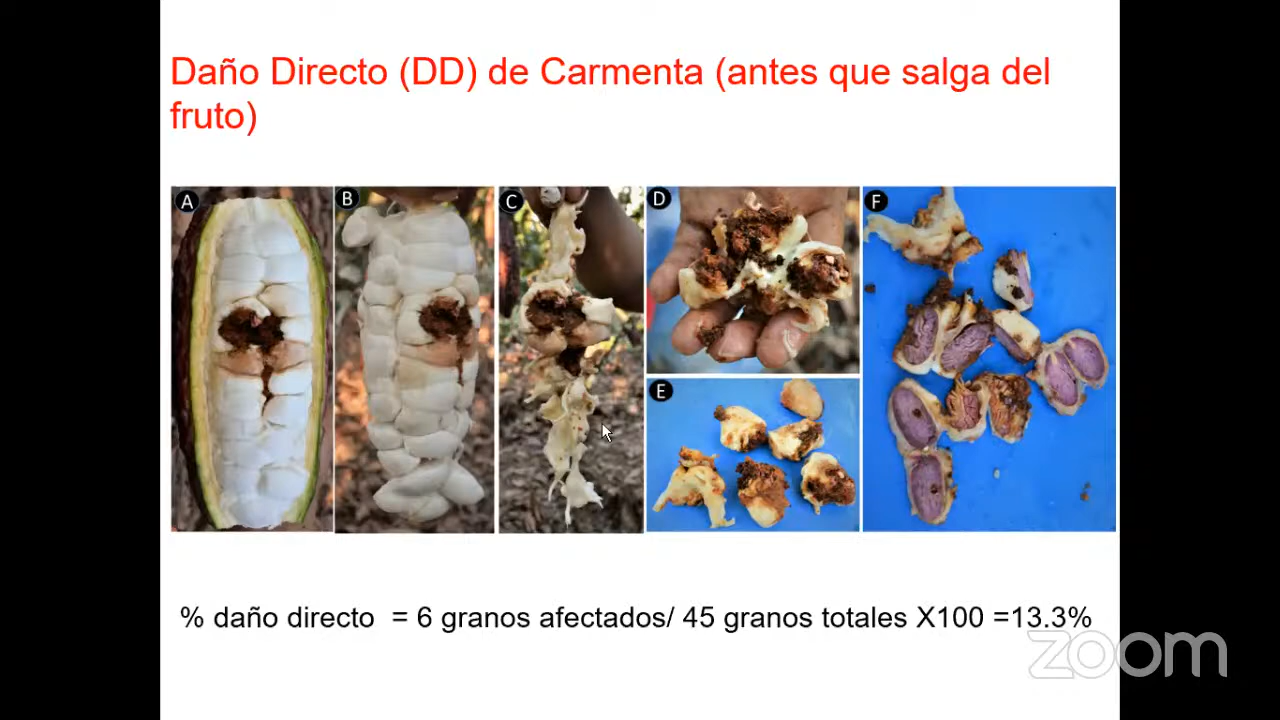 Daño Directo (DD) de Carmenta (antes que salga del
fruto)
A
B
C
D
E
F
% daño directo = 6 granos afectados/ 45 granos totales X100 =13.3%
zoom